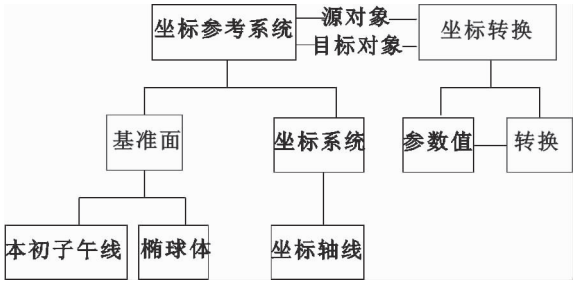 坐标参考系统
源对象
目标对象
坐标转换
基准面
坐标系统
参数值
转换
本初子午线
椭球体
坐标轴线